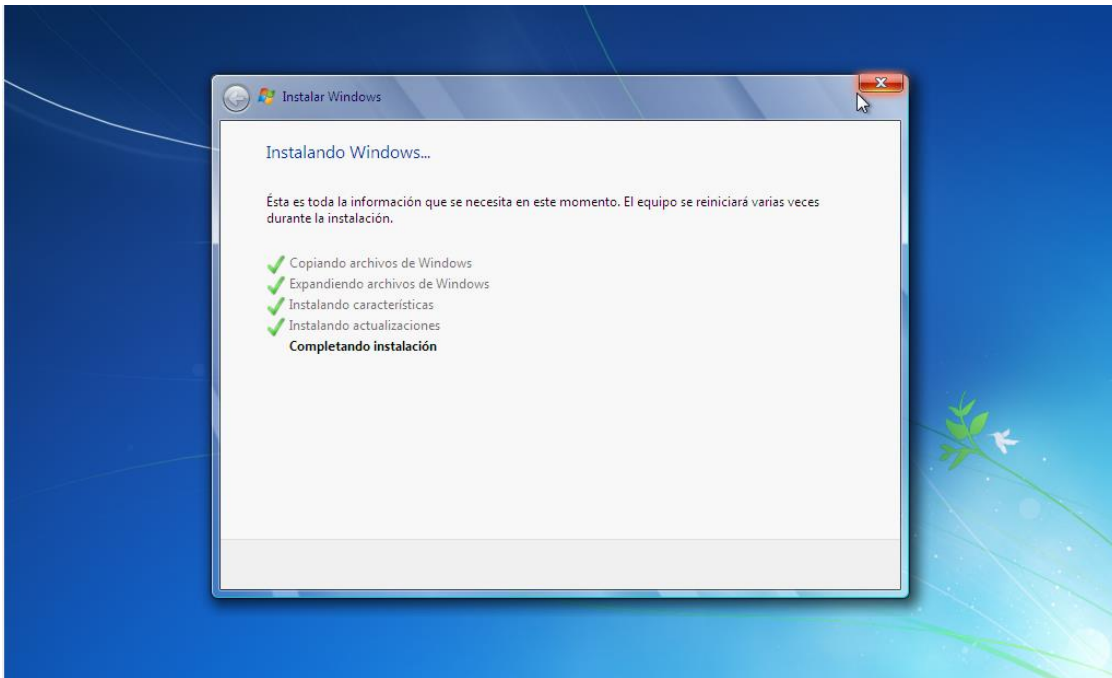 Instalar Windows
Instalando Windows...
Ésta es toda la información que se necesita en este momento. El equipo se reiniciará varias veces
durante la instalación.
Copiando archivos de Windows
Expandiendo archivos de Windows
Instalando características
Instalando actualizaciones
Completando instalación